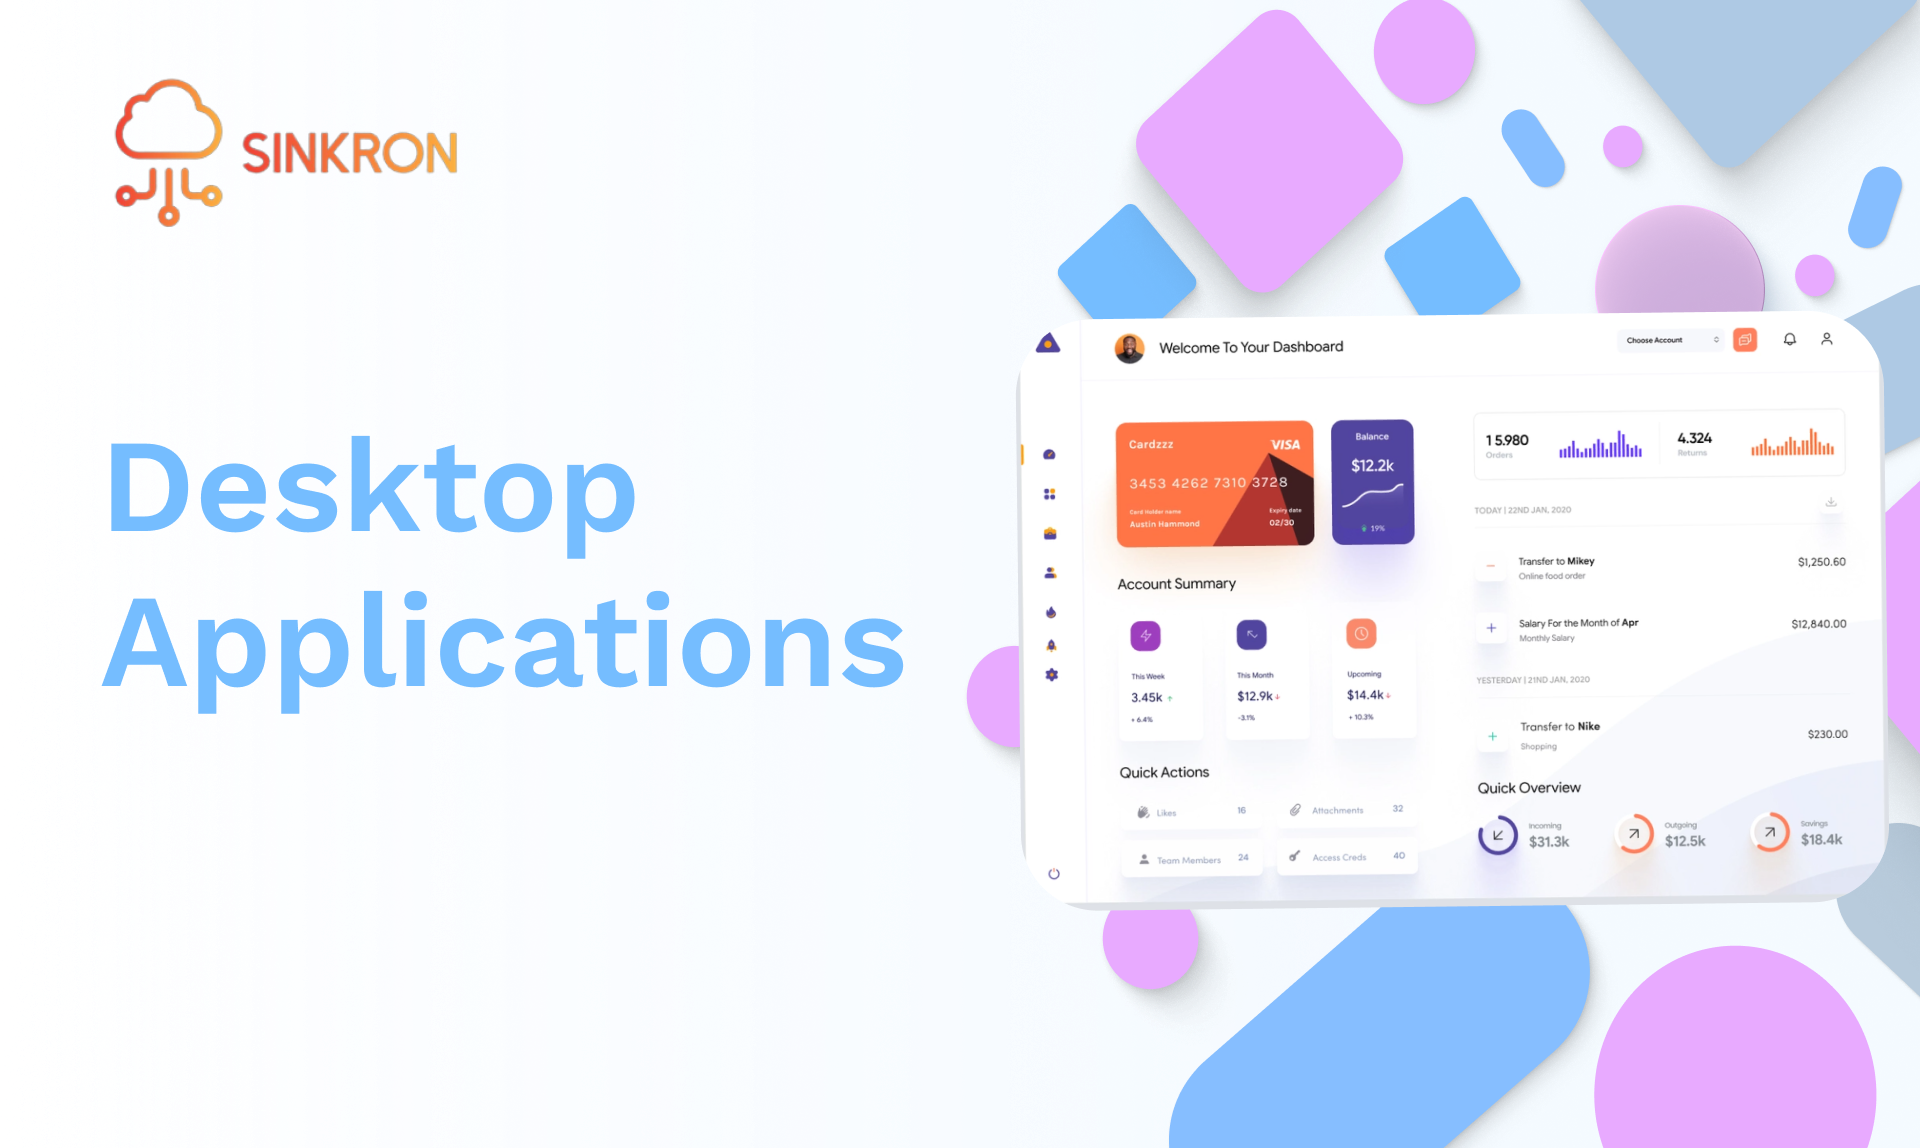 SINKRON
Desktop
Applications
Welcome To Your Dashboard
Choose Account
Cardzzz
VISA
3453 4262 7310 3728
Card Holder name
Expiry date
Austin Hammond
02/30
Balance
$12.2k
19%
15.980
Orders
4.324
Returns
TODAY | 22ND JAN, 2020
Transfer to Mikey
Online food order
$1,250.60
Salary For the Month of Apr
Monthly Salary
$12,840.00
YESTERDAY | 21ND JAN, 2020
Transfer to Nike
Shopping
$230.00
Account Summary
This Week
3.45k
+ 6.4%
This Month
$12.9k
-3.1%
Upcoming
$14.4k
+ 10.3%
Quick Actions
Likes 16
Attachments 32
Team Members 24
Access Creds 40
Quick Overview
Incoming
$31.3k
Outgoing
$12.5k
Savings
$18.4k